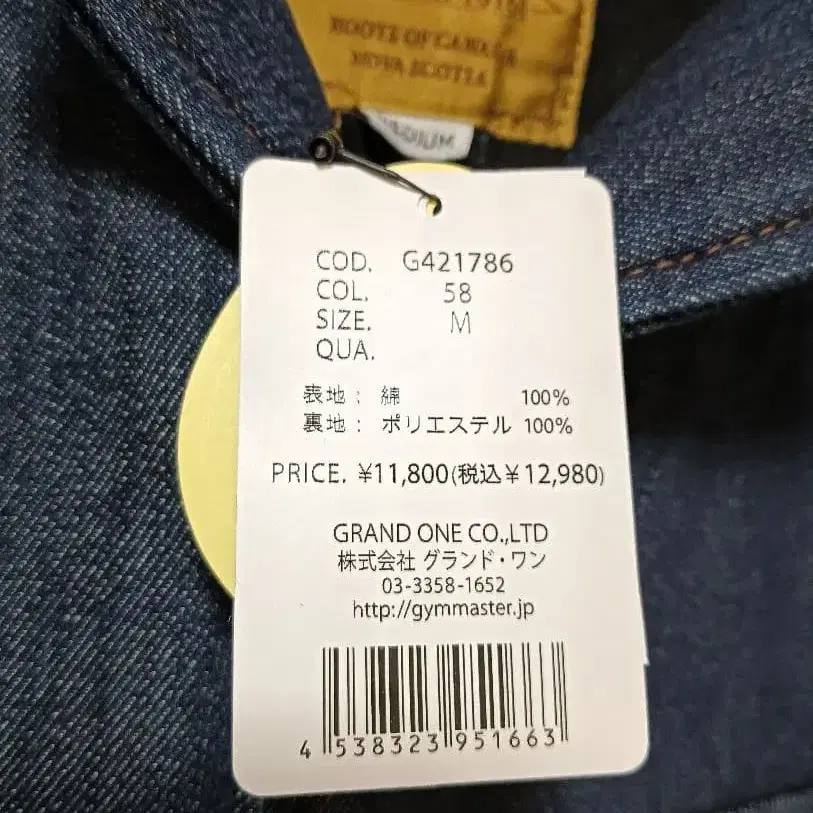 ROOTS OF CANADA
NOVA SCOTIA
MEDIUM
COD. G421786
COL. 58
SIZE. M
QUA.
表地： 綿 100%
裏地： ポリエステル 100%
PRICE. ¥11,800(税込¥12,980)
GRAND ONE CO.,LTD
株式会社 グランド・ワン
03-3358-1652
http://gymmaster.jp
4 538323 951663